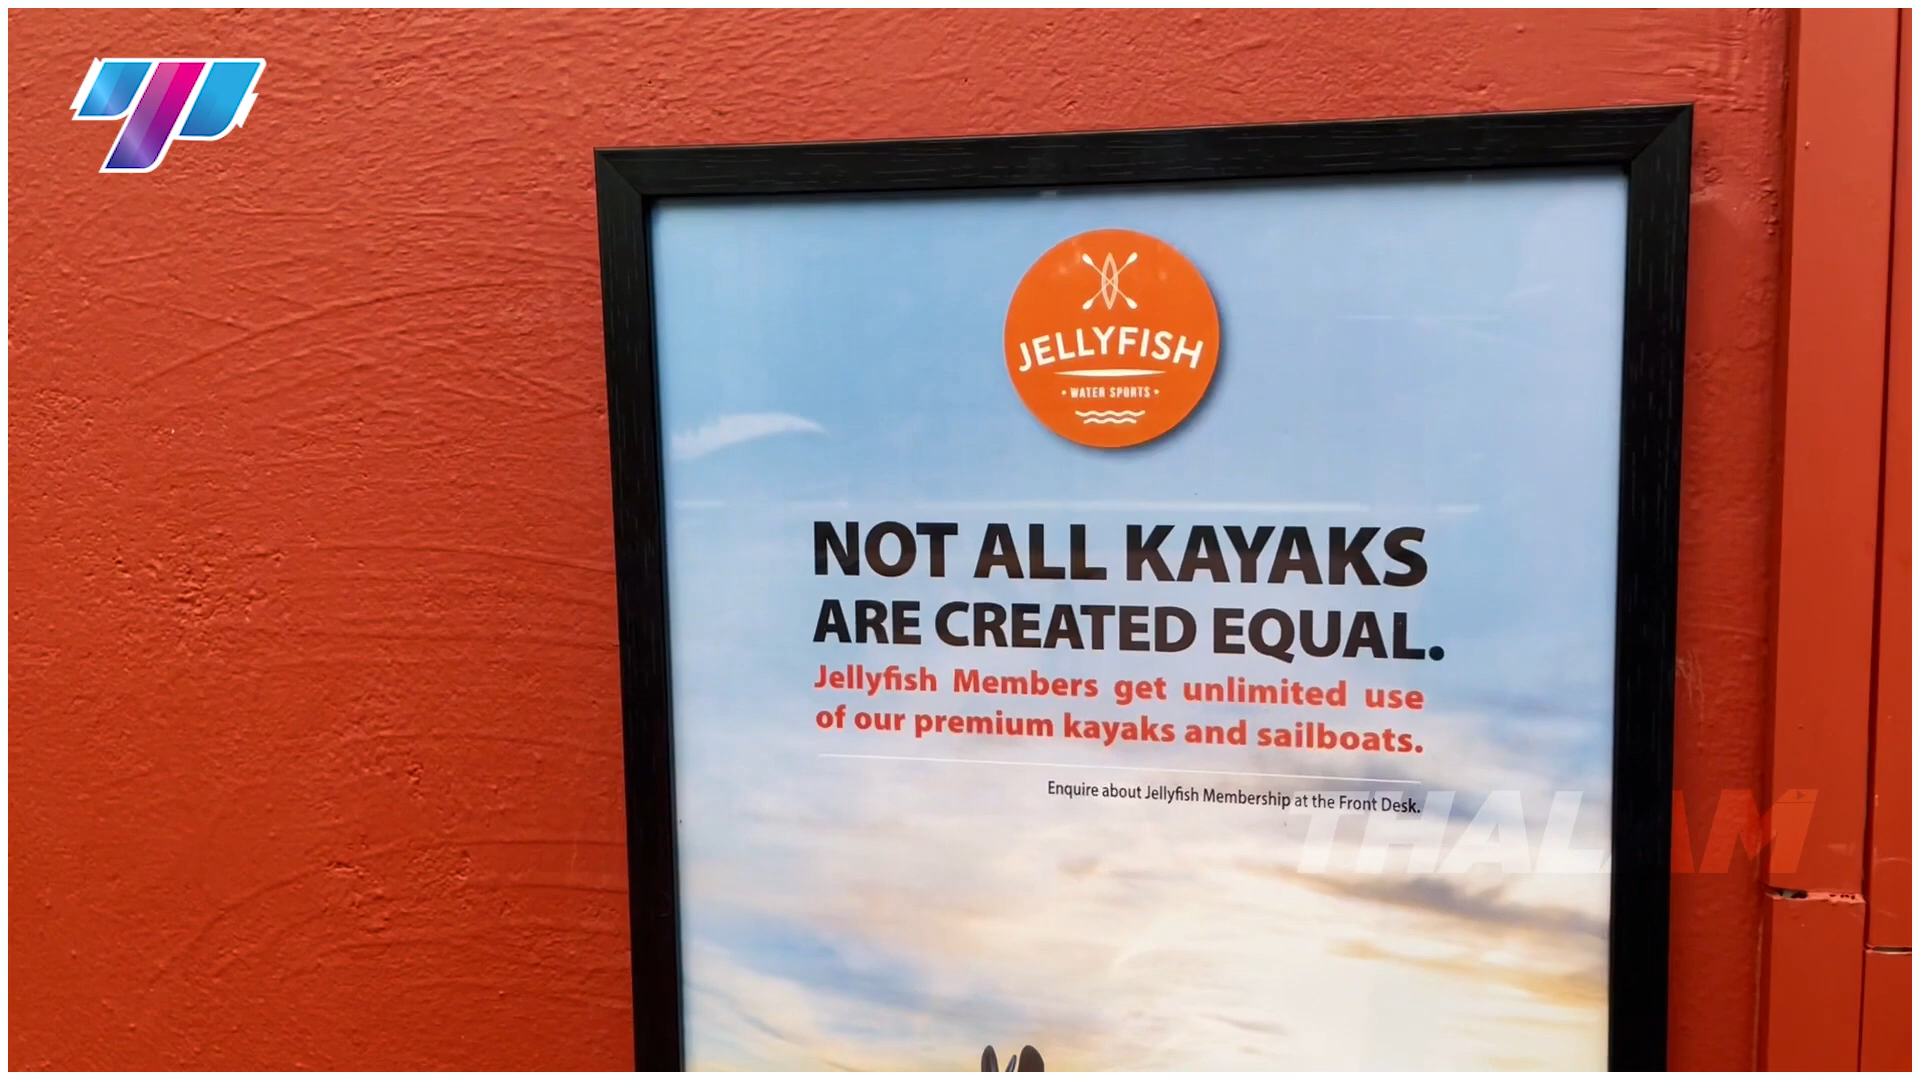 JELLYFISH
• WATER SPORTS •
NOT ALL KAYAKS
ARE CREATED EQUAL.
Jellyfish Members get unlimited use
of our premium kayaks and sailboats.
Enquire about Jellyfish Membership at the Front Desk.
THALAM